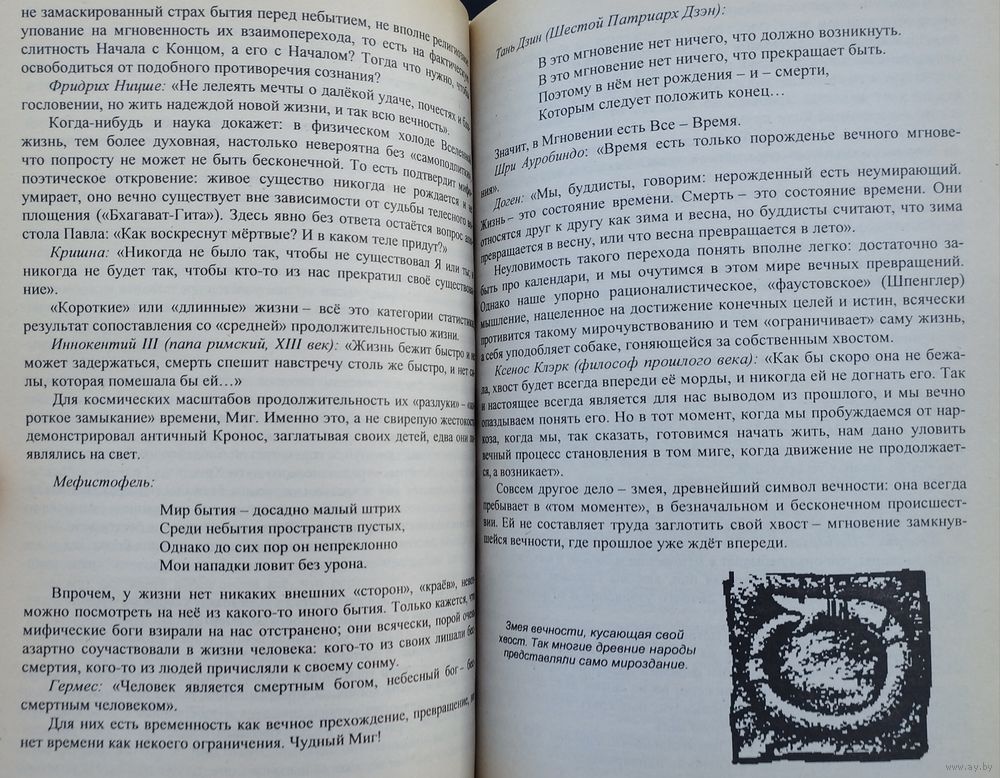 не замаскированный страх бытия перед небытием, не вполне религиозное
упование на мгновенность их взаимоперехода, то есть на фактическую
слитность Начала с Концом, а его с Началом? Тогда что нужно, чтобы
освободиться от подобного противоречия сознания?
Фридрих Ницше: «Не лелеять мечты о далёкой удаче, почестях и бла-
гословении, но жить надеждой новой жизни, и так всю вечность».
Когда-нибудь и наука докажет: в физическом холоде Вселенной
жизнь, тем более духовная, настолько невероятна без
что попросту не может не быть бесконечной. То есть подтвердит
поэтическое откровение: живое существо никогда не рождается и не
умирает, оно вечно существует вне зависимости от судьбы телесного во-
площения («Бхагават-Гита»). Здесь явно без ответа остаётся вопрос апо-
стола Павла: «Как воскреснут мёртвые? И в каком теле придут?»
Кришна: «Никогда не было так, чтобы не существовал Я или ты, и
никогда не будет так, чтобы кто-то из нас прекратил своё существова-
ние».
«Короткие» или «длинные» жизни – всё это категории статистики,
результат сопоставления со «средней» продолжительностью жизни.
Иннокентий III (папа римский, XIII век): «Жизнь бежит быстро и не
может задержаться, смерть спешит навстречу столь же быстро, и нет си-
лы, которая помешала бы ей…»
Для космических масштабов продолжительность их «разлуки» – «ко-
роткое замыкание» времени, Миг. Именно это, а не свирепую жестокость
демонстрировал античный Кронос, заглатывая своих детей, едва они по-
являлись на свет.
Мефистофель:
Мир бытия – досадно малый штрих
Среди небытия пространств пустых,
Однако до сих пор он непреклонно
Мои нападки ловит без урона.
Впрочем, у жизни нет никаких внешних «сторон», «краёв»,
можно посмотреть на неё из какого-то иного бытия. Только кажется, что
мифические боги взирали на нас отстранено; они всячески, порой очень
азартно соучаствовали в жизни человека: кого-то из своих лишали бес-
смертия, кого-то из людей причисляли к своему сонму.
Гермес: «Человек является смертным богом, небесный бог – бес-
смертным человеком».
Для них есть временность как вечное прехождение, превращение, но
нет времени как некоего ограничения. Чудный Миг!
Тань Дзин (Шестой Патриарх Дзэн):
В это мгновение нет ничего, что должно возникнуть.
В это мгновение нет ничего, что прекращает быть.
Поэтому в нём нет рождения – и – смерти,
Которым следует положить конец…
Значит, в Мгновении есть Все – Время.
Шри Ауробиндо: «Время есть только порожденье вечного мгнове-
ния».
Доген: «Мы, буддисты, говорим: нерожденный есть неумирающий.
Жизнь – это состояние времени. Смерть – это состояние времени. Они
относятся друг к другу как зима и весна, но буддисты считают, что зима
превращается в весну, или что весна превращается в лето».
Неуловимость такого перехода понять вполне легко: достаточно за-
быть про календари, и мы очутимся в этом мире вечных превращений.
Однако наше упорно рационалистическое, «фаустовское» (Шпенглер)
мышление, нацеленное на достижение конечных целей и истин, всячески
противится такому мирочувствованию и тем «ограничивает» саму жизнь,
а себя уподобляет собаке, гоняющейся за собственным хвостом.
Ксенос Клэрк (философ прошлого века): «Как бы скоро она не бежа-
ла, хвост будет всегда впереди её морды, и никогда ей не догнать его. Так
и настоящее всегда является для нас выводом из прошлого, и мы вечно
опаздываем понять его. Но в тот момент, когда мы пробуждаемся от нар-
коза, когда мы, так сказать, готовимся начать жить, нам дано уловить
вечный процесс становления в том миге, когда движение не продолжает-
ся, а возникает».
Совсем другое дело – змея, древнейший символ вечности: она всегда
пребывает в «том моменте», в безначальном и бесконечном происшест-
вии. Ей не составляет труда заглотить свой хвост – мгновение замкнув-
шейся вечности, где прошлое уже ждёт впереди.
Змея вечности, кусающая свой
хвост. Так многие древние народы
представляли само мироздание.
www.ay.by